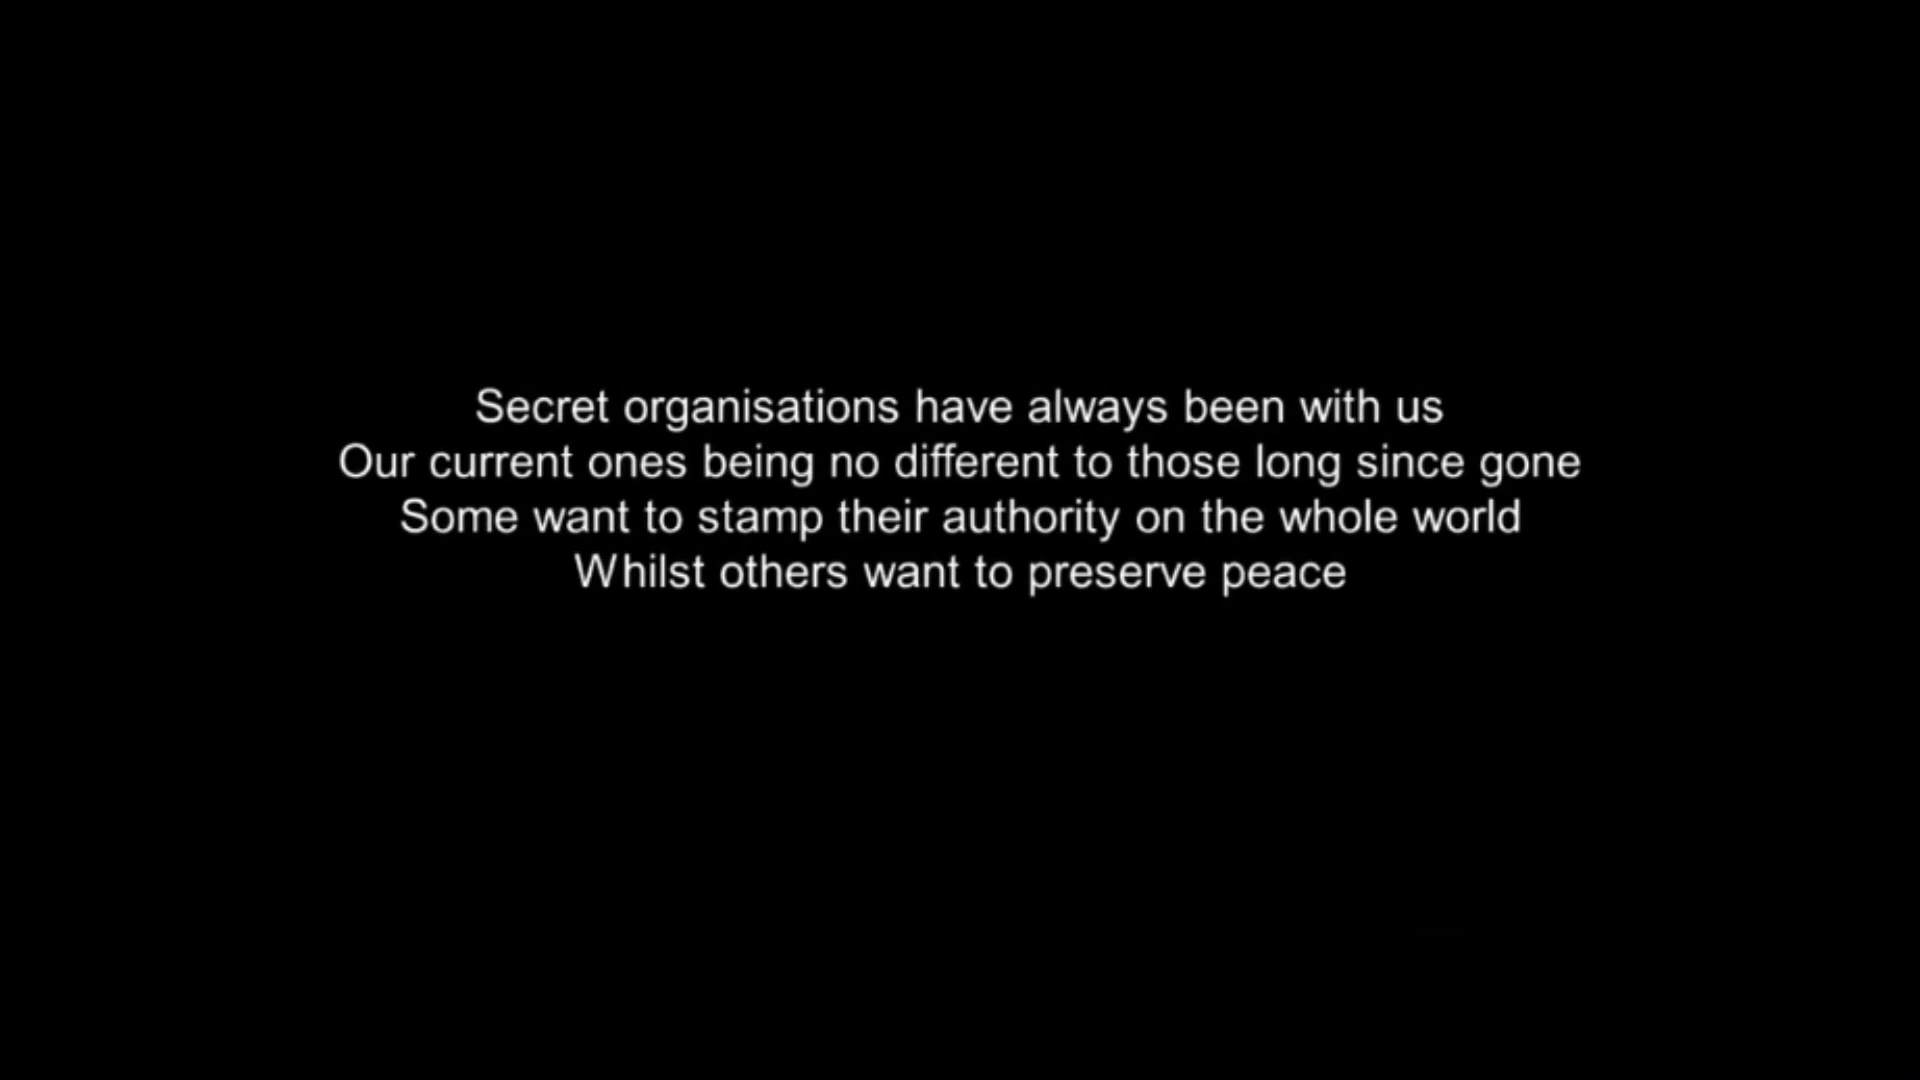 Secret organisations have always been with us
Our current ones being no different to those long since gone
Some want to stamp their authority on the whole world
Whilst others want to preserve peace